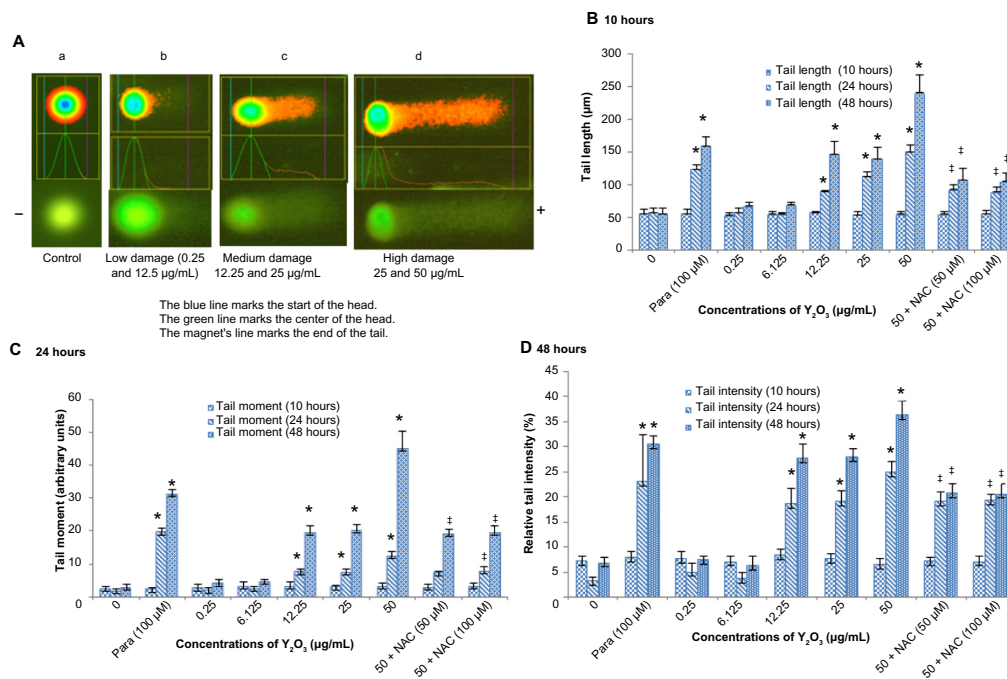 A
a b c d
− +
Control
Low damage (0.25
and 12.5 µg/mL)
Medium damage
12.25 and 25 µg/mL
High damage
25 and 50 µg/mL
The blue line marks the start of the head.
The green line marks the center of the head.
The magnet's line marks the end of the tail.
B 10 hours
Tail length (µm)
300
250
200
150
100
50
0
Tail length (10 hours)
Tail length (24 hours)
Tail length (48 hours)
* * * * * * * * ‡ ‡ ‡ ‡
0 Para (100 µM) 0.25 6.125 12.25 25 50 50 + NAC (50 µM) 50 + NAC (100 µM)
Concentrations of Y₂O₃ (µg/mL)
C 24 hours
Tail moment (arbitrary units)
60
50
40
30
20
10
0
Tail moment (10 hours)
Tail moment (24 hours)
Tail moment (48 hours)
* * * * * * * * ‡ ‡ ‡
0 Para (100 µM) 0.25 6.125 12.25 25 50 50 + NAC (50 µM) 50 + NAC (100 µM)
Concentrations of Y₂O₃ (µg/mL)
D 48 hours
Relative tail intensity (%)
45
40
35
30
25
20
15
10
5
0
Tail intensity (10 hours)
Tail intensity (24 hours)
Tail intensity (48 hours)
* * * * * * * * ‡ ‡ ‡ ‡
0 Para (100 µM) 0.25 6.125 12.25 25 50 50 + NAC (50 µM) 50 + NAC (100 µM)
Concentrations of Y₂O₃ (µg/mL)